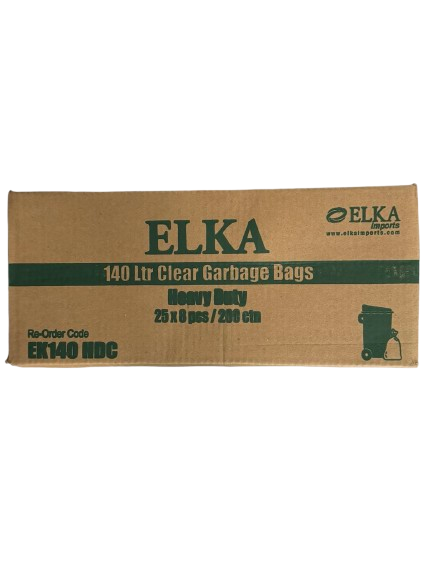 ELKA
imports
www.elkaimports.com
ELKA
140 Ltr Clear Garbage Bags
Heavy Duty
25 x 8 pcs / 200 ctn
Re-Order Code
EK140 HDC